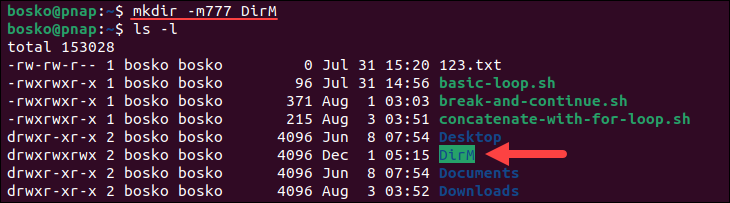 bosko@pnap:~$ mkdir -m777 DirM
bosko@pnap:~$ ls -l
total 153028
-rw-rw-r-- 1 bosko bosko 0 Jul 31 15:20 123.txt
-rwxrwxr-x 1 bosko bosko 96 Jul 31 14:56 basic-loop.sh
-rwxrwxr-x 1 bosko bosko 371 Aug 1 03:03 break-and-continue.sh
-rwxrwxr-x 1 bosko bosko 215 Aug 3 03:51 concatenate-with-for-loop.sh
drwxr-xr-x 2 bosko bosko 4096 Jun 8 07:54 Desktop
drwxrwxrwx 2 bosko bosko 4096 Dec 1 05:15 DirM
drwxr-xr-x 2 bosko bosko 4096 Jun 8 07:54 Documents
drwxr-xr-x 2 bosko bosko 4096 Aug 3 03:52 Downloads